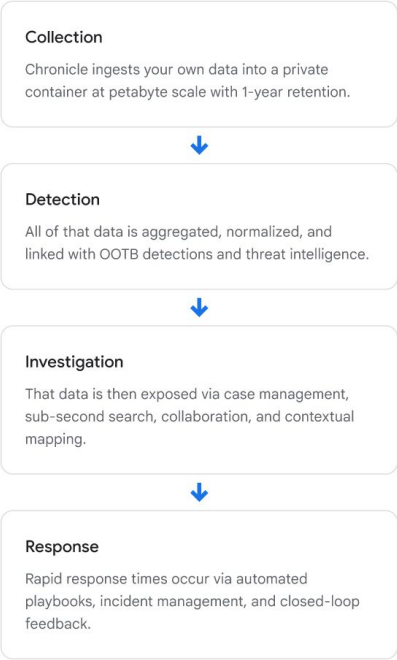 Collection
Chronicle ingests your own data into a private
container at petabyte scale with 1-year retention.
Detection
All of that data is aggregated, normalized, and
linked with OOTB detections and threat intelligence.
Investigation
That data is then exposed via case management,
sub-second search, collaboration, and contextual
mapping.
Response
Rapid response times occur via automated
playbooks, incident management, and closed-loop
feedback.